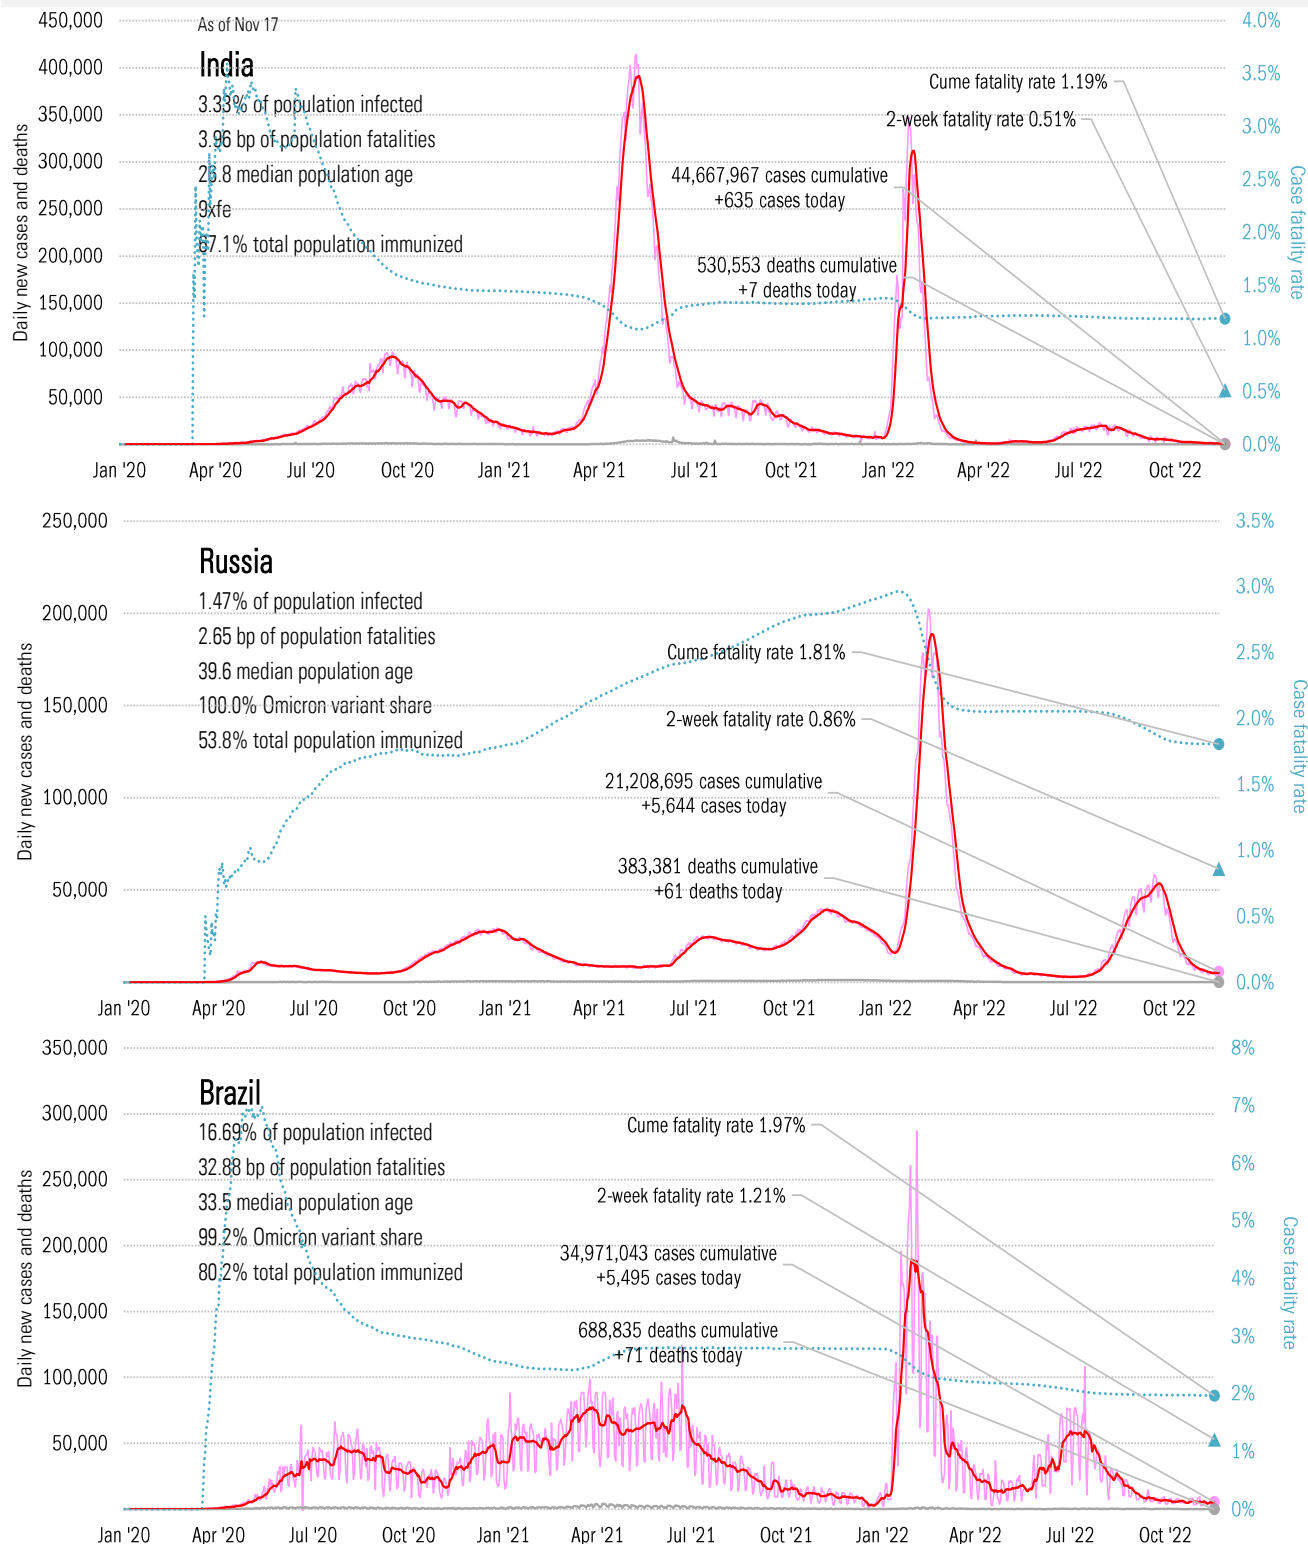 As of Nov 17
India
3.33% of population infected
3.96 bp of population fatalities
median population age
9xfe
67.1% total population immunized
Cume fatality rate 1.19%
2-week fatality rate 0.51%
44,667,967 cases cumulative
+635 cases today
530,553 deaths cumulative
+7 deaths today
Daily new cases and deaths
450,000
400,000
350,000
300,000
250,000
200,000
150,000
100,000
50,000
4.0%
3.5%
3.0%
2.5%
2.0%
1.5%
1.0%
0.5%
0.0%
Case fatality rate
Jan '20 Apr '20 Jul '20 Oct '20 Jan '21 Apr '21 Jul '21 Oct '21 Jan '22 Apr '22 Jul '22 Oct '22
Russia
1.47% of population infected
2.65 bp of population fatalities
39.6 median population age
100.0% Omicron variant share
53.8% total population immunized
Cume fatality rate 1.81%
2-week fatality rate 0.86%
21,208,695 cases cumulative
+5,644 cases today
383,381 deaths cumulative
+61 deaths today
Daily new cases and deaths
250,000
200,000
150,000
100,000
50,000
3.5%
3.0%
2.5%
2.0%
1.5%
1.0%
0.5%
0.0%
Case fatality rate
Jan '20 Apr '20 Jul '20 Oct '20 Jan '21 Apr '21 Jul '21 Oct '21 Jan '22 Apr '22 Jul '22 Oct '22
Brazil
16.69% of population infected
32.88 bp of population fatalities
33.5 median population age
99.2% Omicron variant share
80.2% total population immunized
Cume fatality rate 1.97%
2-week fatality rate 1.21%
34,971,043 cases cumulative
+5,495 cases today
688,835 deaths cumulative
+71 deaths today
Daily new cases and deaths
350,000
300,000
250,000
200,000
150,000
100,000
50,000
8%
7%
6%
5%
4%
3%
2%
1%
0%
Case fatality rate
Jan '20 Apr '20 Jul '20 Oct '20 Jan '21 Apr '21 Jul '21 Oct '21 Jan '22 Apr '22 Jul '22 Oct '22